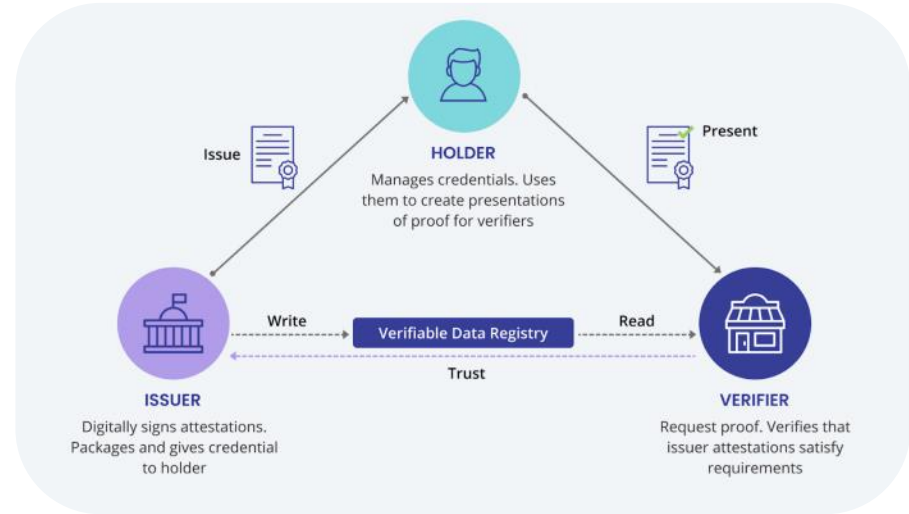 Issue
Present
HOLDER
Manages credentials. Uses
them to create presentations
of proof for verifiers
Write
Verifiable Data Registry
Read
Trust
ISSUER
Digitally signs attestations.
Packages and gives credential
to holder
VERIFIER
Request proof. Verifies that
issuer attestations satisfy
requirements